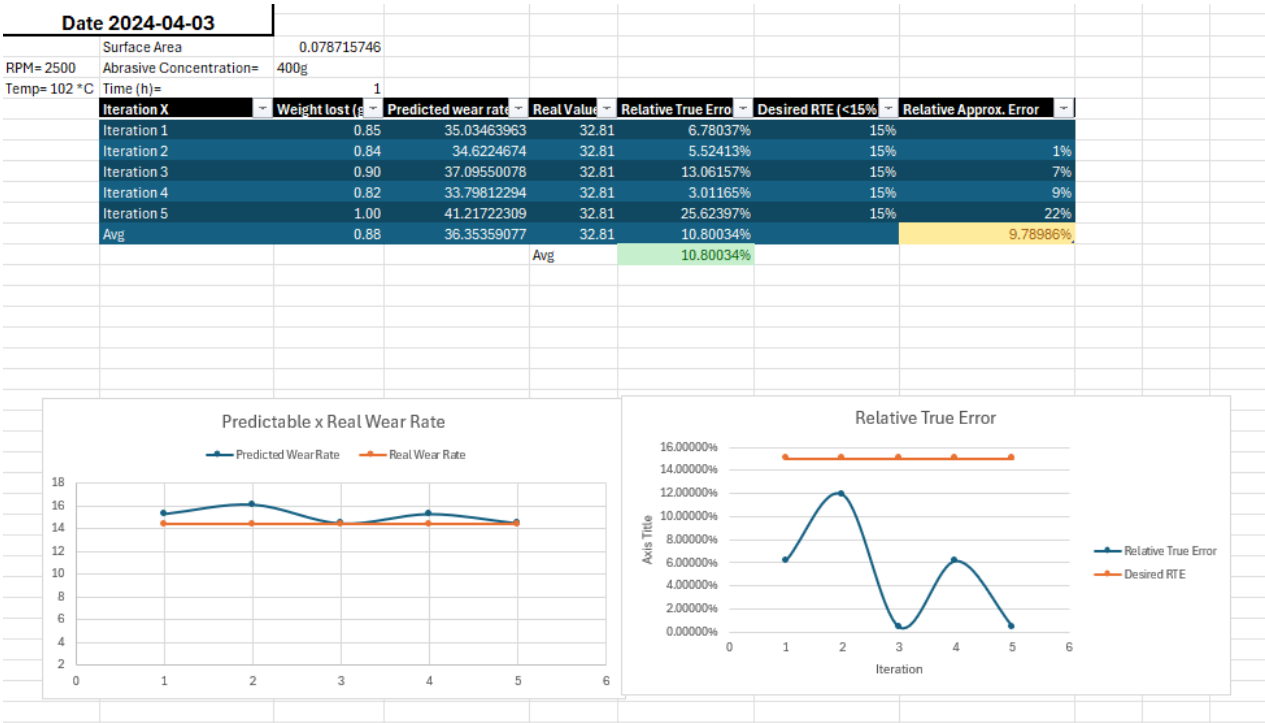 Date 2024-04-03
Surface Area 0.078715746
RPM= 2500 Abrasive Concentration= 400g
Temp= 102 *C Time (h)= 1
Iteration X Weight lost (g Predicted wear rate Real Value Relative True Erro Desired RTE (<15% Relative Approx. Error
Iteration 1 0.85 35.03463963 32.81 6.78037% 15%
Iteration 2 0.84 34.6224674 32.81 5.52413% 15% 1%
Iteration 3 0.90 37.09550078 32.81 13.06157% 15% 7%
Iteration 4 0.82 33.79812294 32.81 3.01165% 15% 9%
Iteration 5 1.00 41.21722309 32.81 25.62397% 15% 22%
Avg 0.88 36.35359077 32.81 10.80034% 9.78986%
Avg 10.80034%
Predictable x Real Wear Rate
Predicted Wear Rate Real Wear Rate
18
16
14
12
10
8
6
4
2
0 1 2 3 4 5 6
Relative True Error
16.00000%
14.00000%
12.00000%
10.00000%
8.00000%
6.00000%
4.00000%
2.00000%
0.00000%
Axis Title
0 1 2 3 4 5 6
Iteration
Relative True Error
Desired RTE